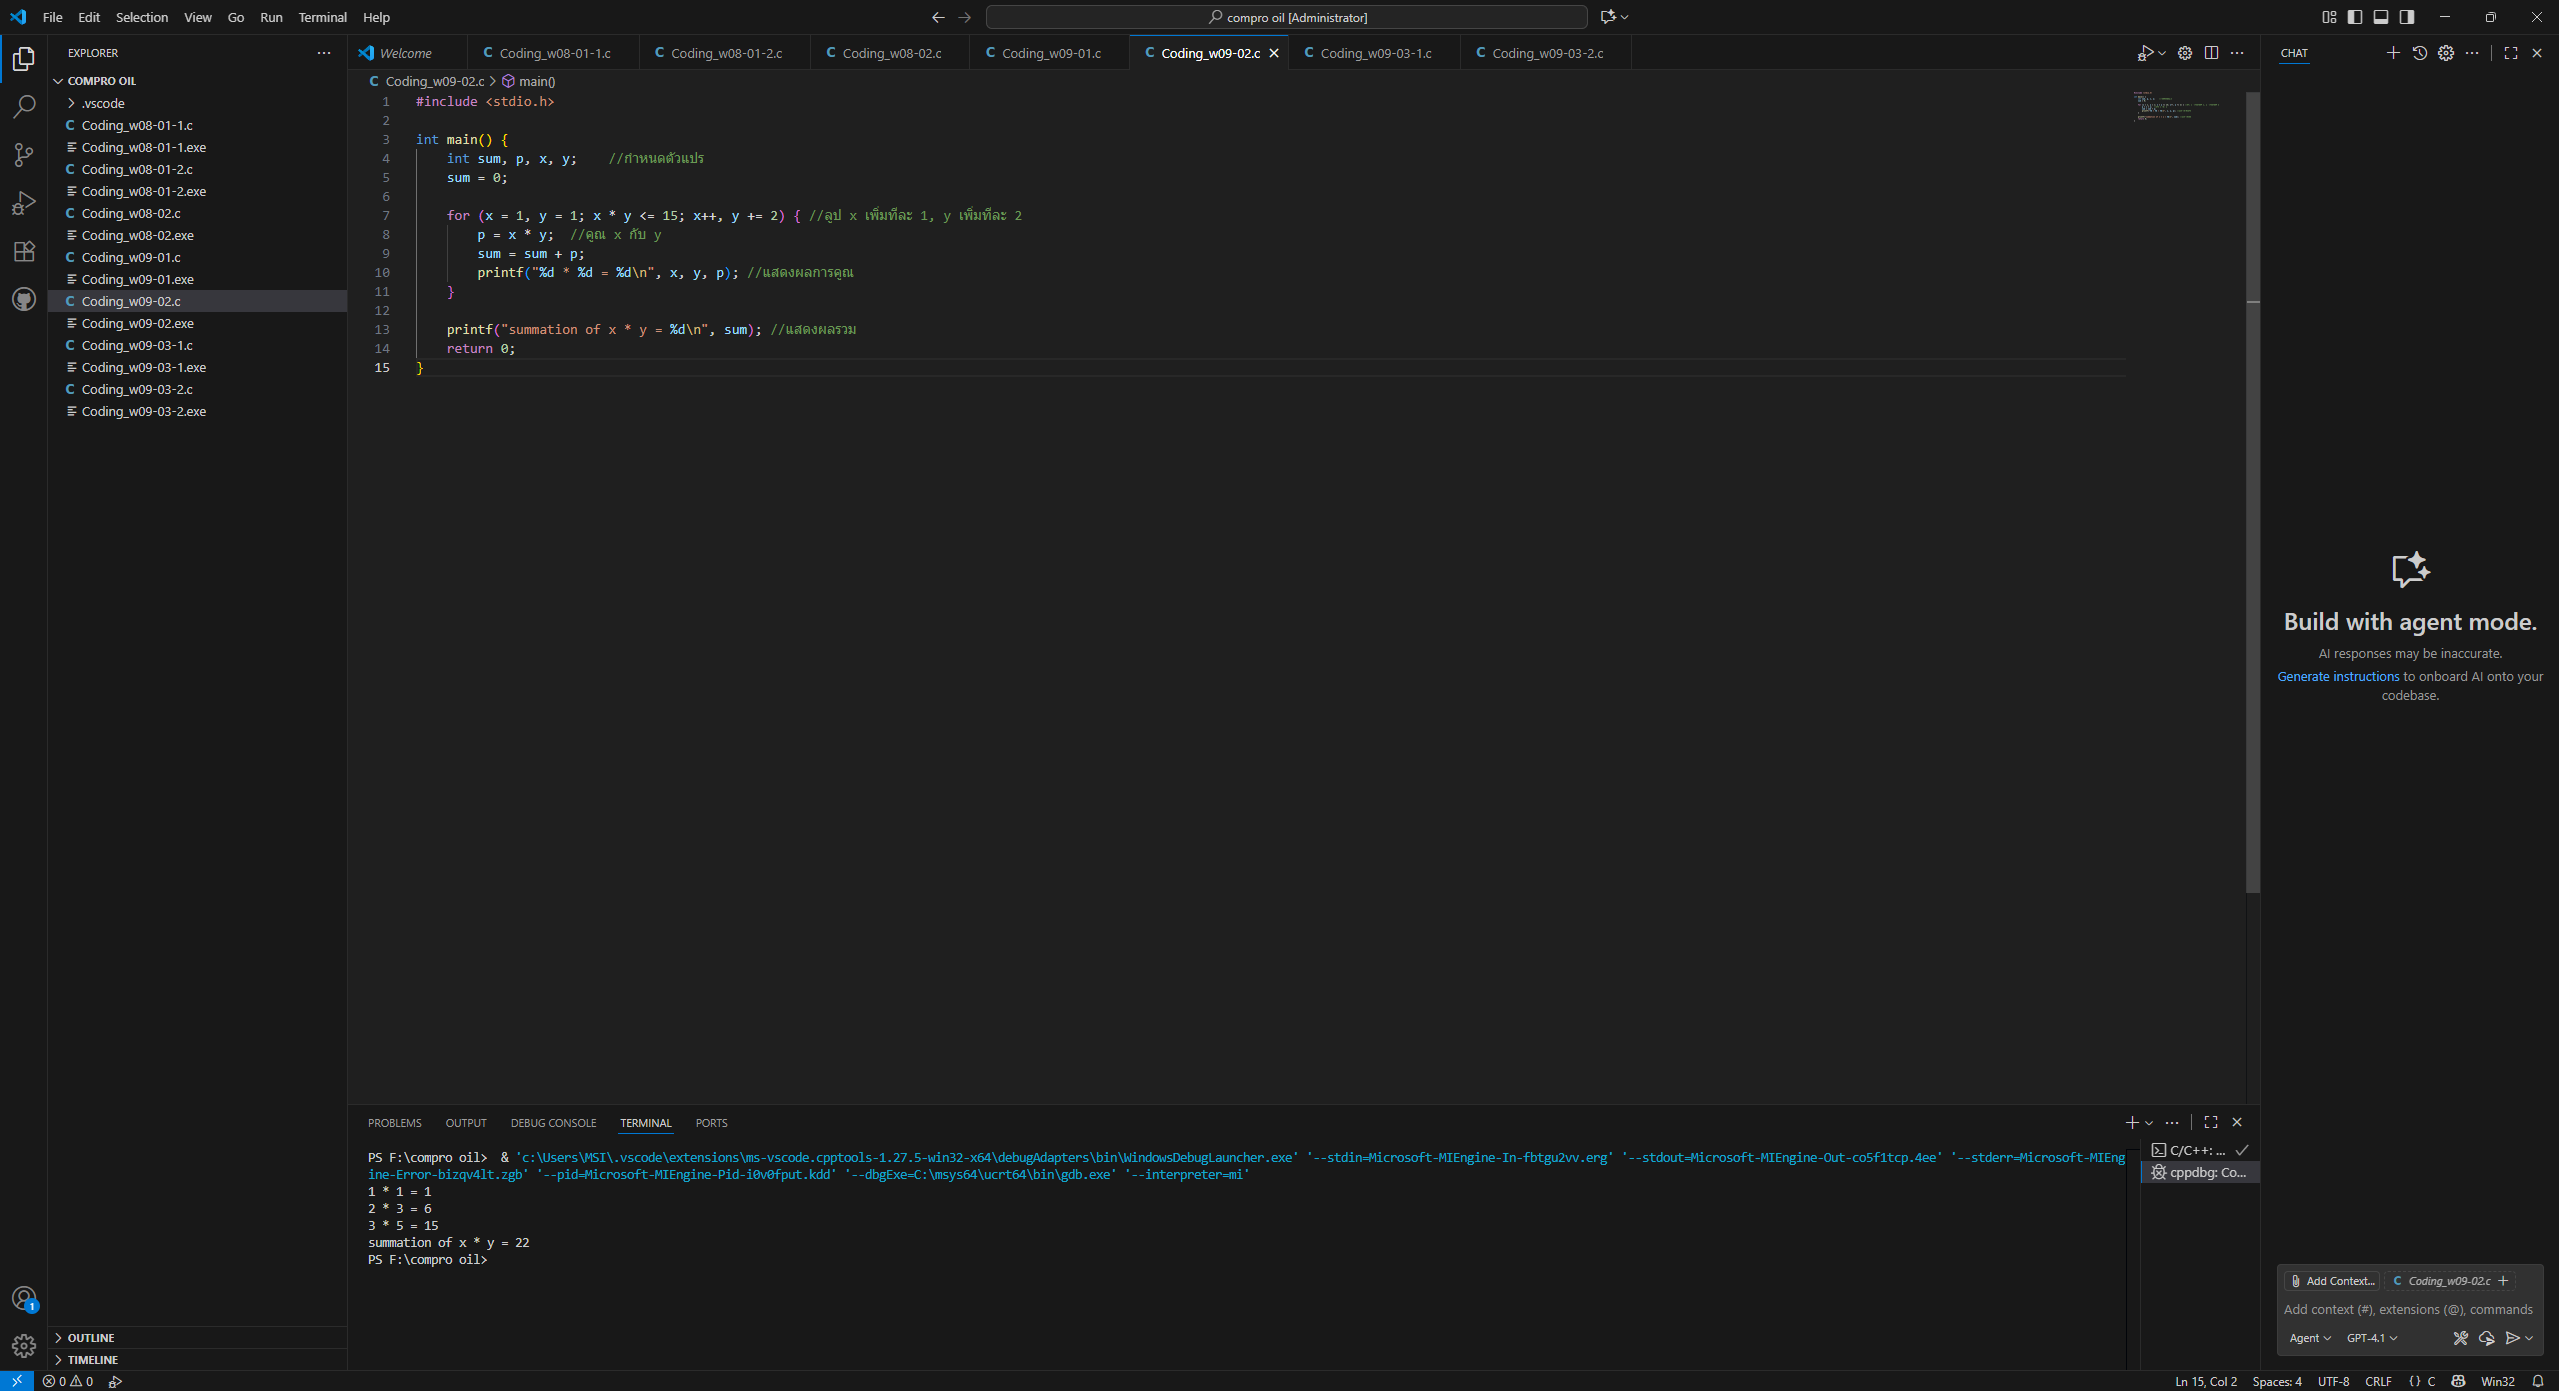 File Edit Selection View Go Run Terminal Help
compro oil [Administrator]
EXPLORER
COMPRO OIL
.vscode
Coding_w08-01-1.c
Coding_w08-01-1.exe
Coding_w08-01-2.c
Coding_w08-01-2.exe
Coding_w08-02.c
Coding_w08-02.exe
Coding_w09-01.c
Coding_w09-01.exe
Coding_w09-02.c
Coding_w09-02.exe
Coding_w09-03-1.c
Coding_w09-03-1.exe
Coding_w09-03-2.c
Coding_w09-03-2.exe
OUTLINE
TIMELINE
Welcome C Coding_w08-01-1.c C Coding_w08-01-2.c C Coding_w08-02.c C Coding_w09-01.c C Coding_w09-02.c C Coding_w09-03-1.c C Coding_w09-03-2.c
C Coding_w09-02.c > main()
1 #include <stdio.h>
2
3 int main() {
4 int sum, p, x, y; //กำหนดตัวแปร
5 sum = 0;
6
7 for (x = 1, y = 1; x * y <= 15; x++, y += 2) { //ลูป x เพิ่มทีละ 1, y เพิ่มทีละ 2
8 p = x * y; //คูณ x กับ y
9 sum = sum + p;
10 printf("%d * %d = %d\n", x, y, p); //แสดงผลการคูณ
11 }
12
13 printf("summation of x * y = %d\n", sum); //แสดงผลรวม
14 return 0;
15 }
PROBLEMS OUTPUT DEBUG CONSOLE TERMINAL PORTS
PS F:\compro oil> & 'c:\Users\MSI\.vscode\extensions\ms-vscode.cpptools-1.27.5-win32-x64\debugAdapters\bin\WindowsDebugLauncher.exe' '--stdin=Microsoft-MIEngine-In-fbtgu2vv.erg' '--stdout=Microsoft-MIEngine-Out-co5f1tcp.4ee' '--stderr=Microsoft-MIEng
ine-Error-bizqv4lt.zgb' '--pid=Microsoft-MIEngine-Pid-i0v0fput.kdd' '--dbgExe=C:\msys64\ucrt64\bin\gdb.exe' '--interpreter=mi'
1 * 1 = 1
2 * 3 = 6
3 * 5 = 15
summation of x * y = 22
PS F:\compro oil>
C/C++: ...
cppdbg: Co...
CHAT
Build with agent mode.
AI responses may be inaccurate.
Generate instructions to onboard AI onto your
codebase.
Add Context... C Coding_w09-02.c
Add context (#), extensions (@), commands
Agent GPT-4.1
1
0 0
Ln 15, Col 2 Spaces: 4 UTF-8 CRLF {} C Win32